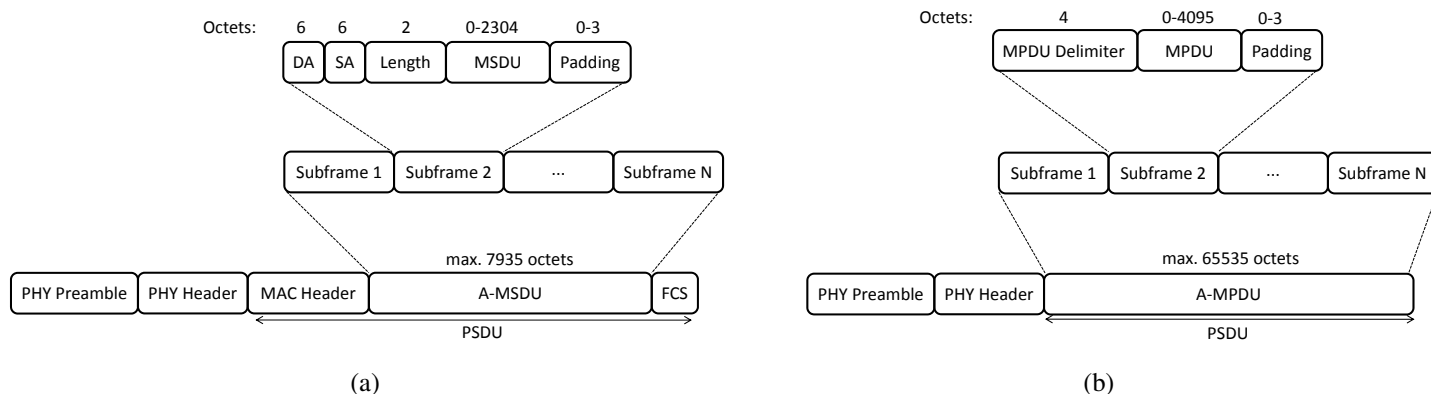 Octets: 6 6 2 0-2304 0-3
DA SA Length MSDU Padding
Subframe 1 Subframe 2 ... Subframe N
max. 7935 octets
PHY Preamble PHY Header MAC Header A-MSDU FCS
PSDU
(a)
Octets: 4 0-4095 0-3
MPDU Delimiter MPDU Padding
Subframe 1 Subframe 2 ... Subframe N
max. 65535 octets
PHY Preamble PHY Header A-MPDU
PSDU
(b)